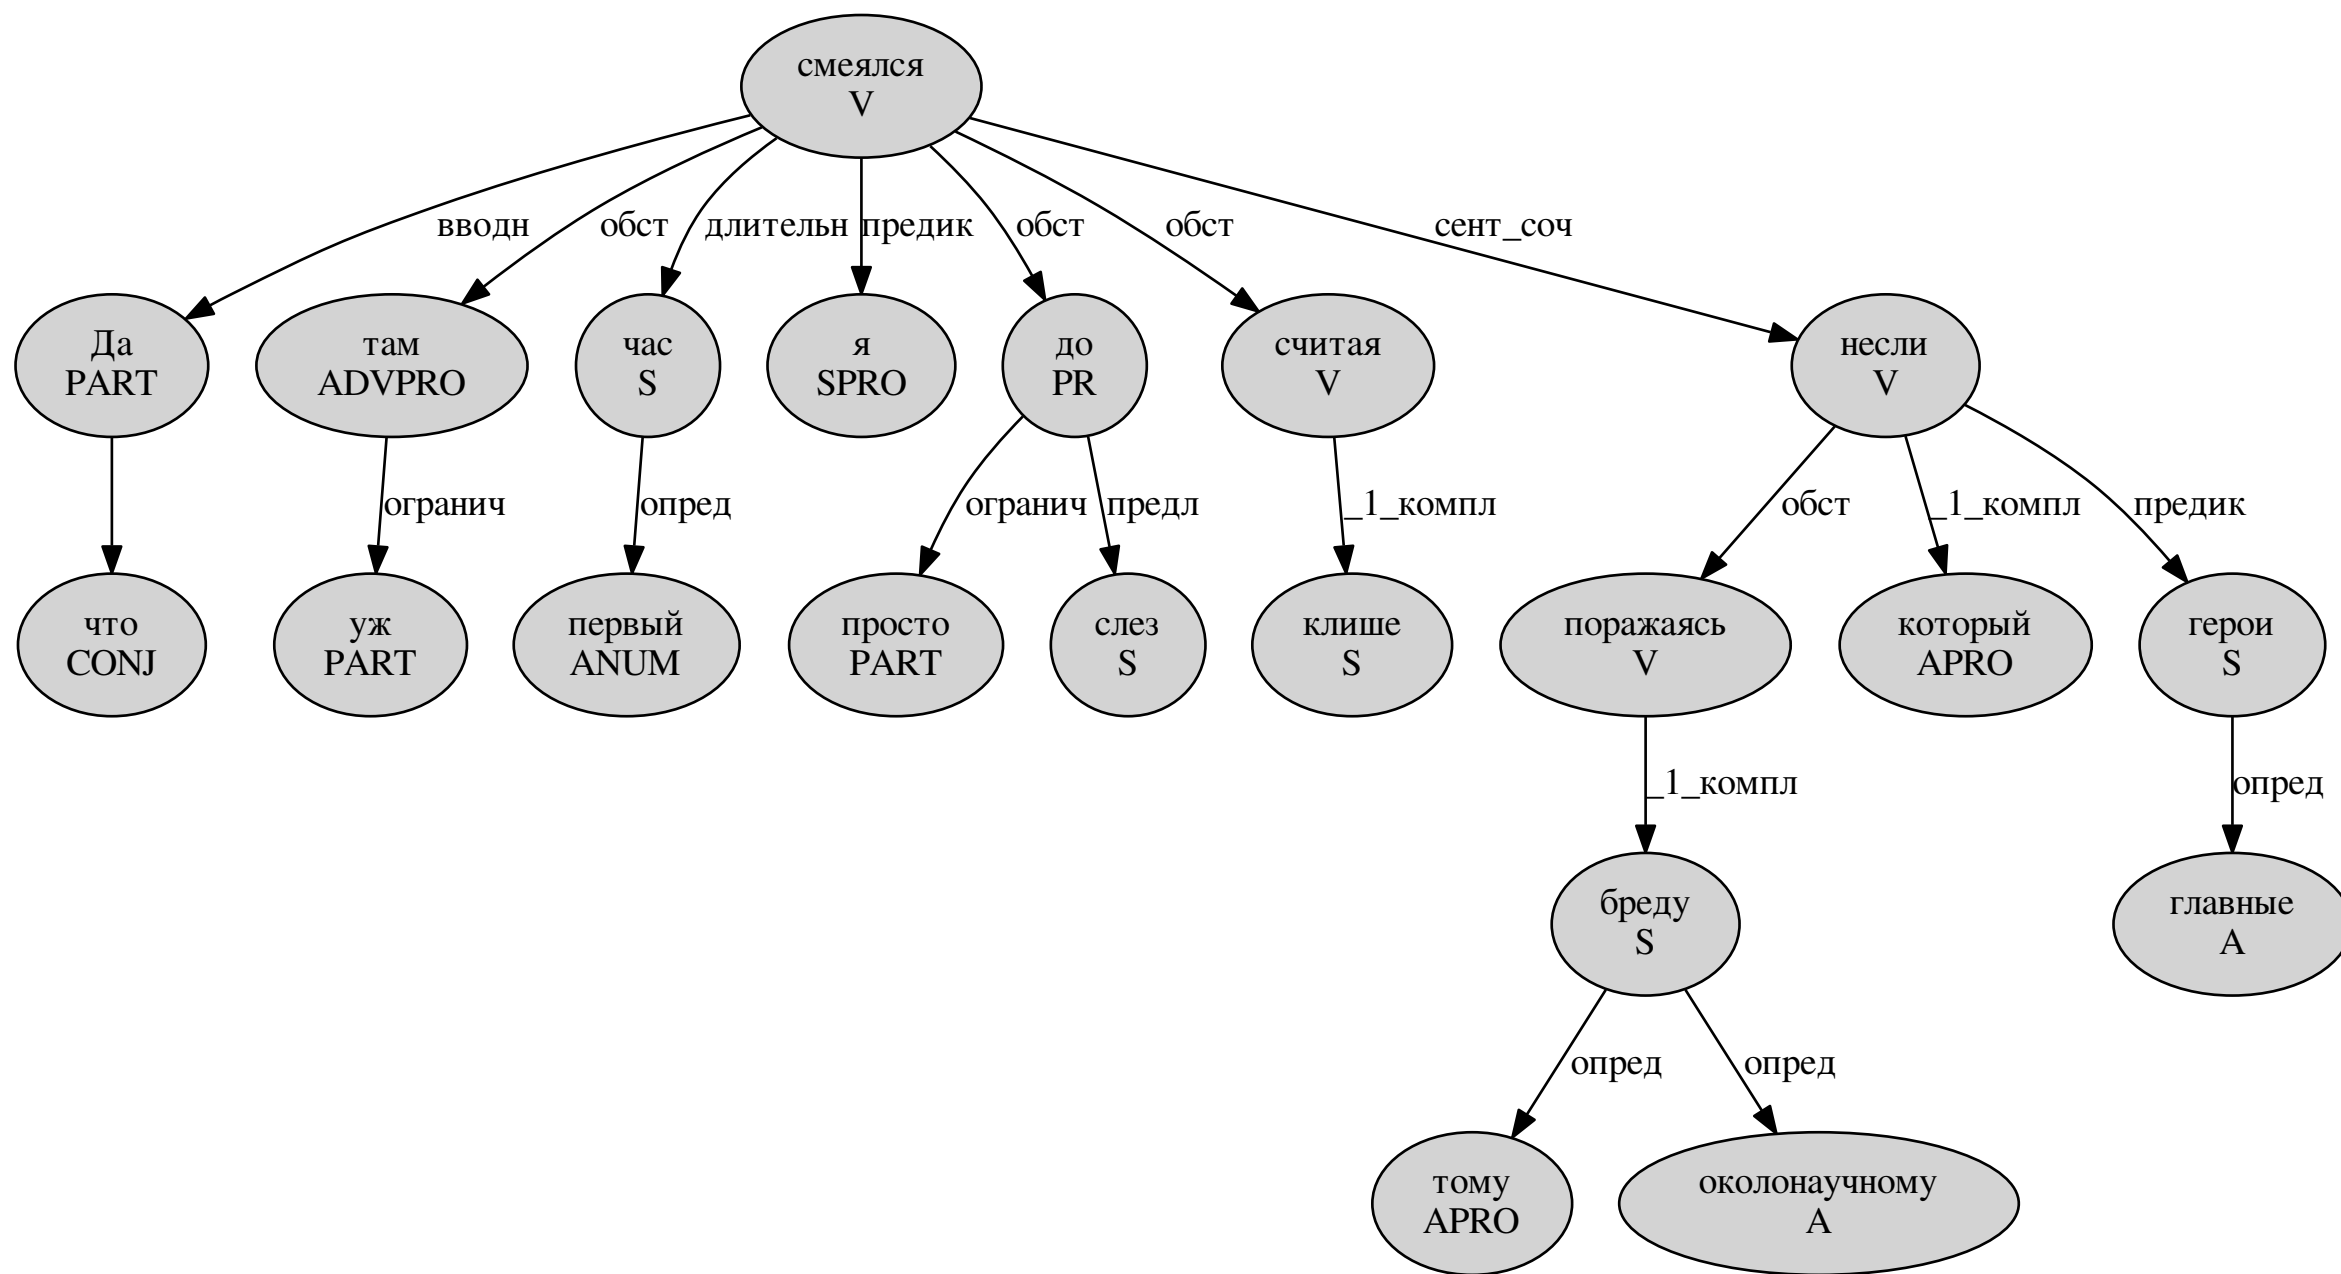 смеялся
V
вводн
обст
длительн
предик
обст
обст
сент_соч
Да
PART
там
ADVPRO
час
S
я
SPRO
до
PR
считая
V
несли
V
огранич
опред
огранич
предл
_1_компл
обст
_1_компл
предик
что
CONJ
уж
PART
первый
ANUM
просто
PART
слез
S
клише
S
поражаясь
V
который
APRO
герои
S
_1_компл
опред
бреду
S
главные
A
опред
опред
тому
APRO
околонаучному
A